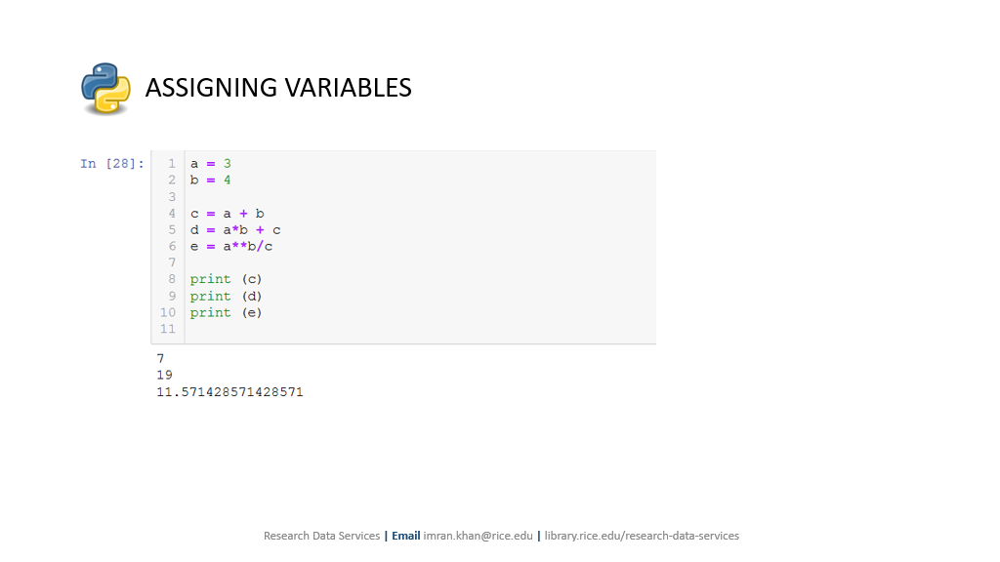 ASSIGNING VARIABLES
In [28]:
1 a = 3
2 b = 4
3
4 c = a + b
5 d = a*b + c
6 e = a**b/c
7
8 print (c)
9 print (d)
10 print (e)
11
7
19
11.571428571428571
Research Data Services | Email imran.khan@rice.edu | library.rice.edu/research-data-services